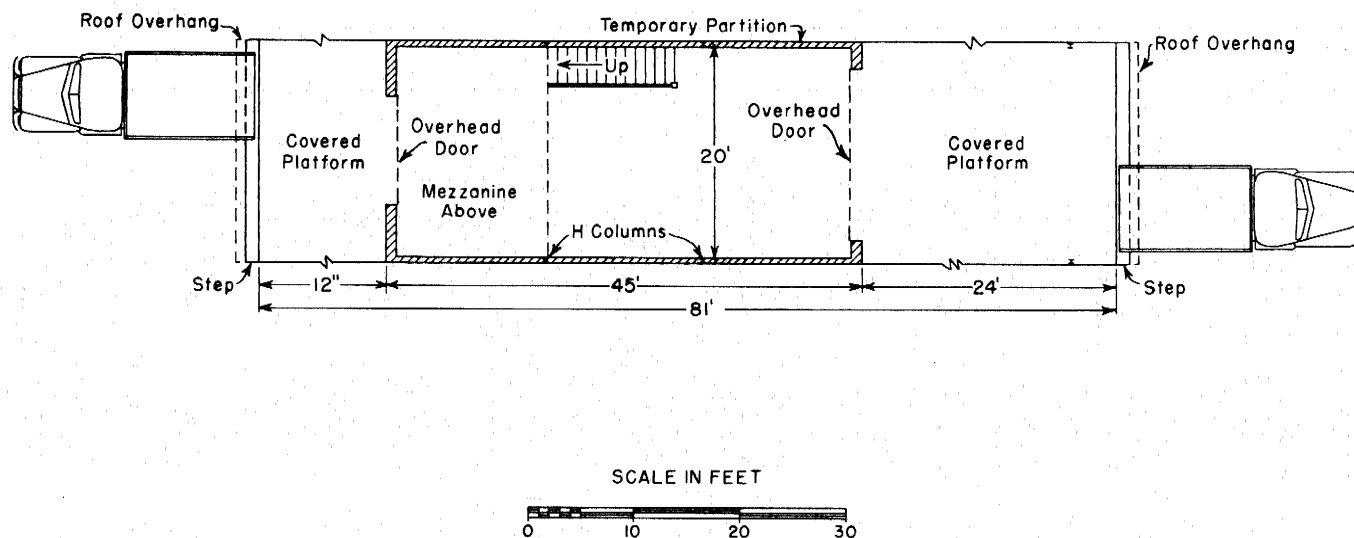 Roof Overhang
Temporary Partition
Roof Overhang
Up
Overhead
Door
Overhead
Door
Covered
Platform
20'
Covered
Platform
Mezzanine
Above
H Columns
Step
12"
45'
24'
Step
81'
SCALE IN FEET
0 10 20 30